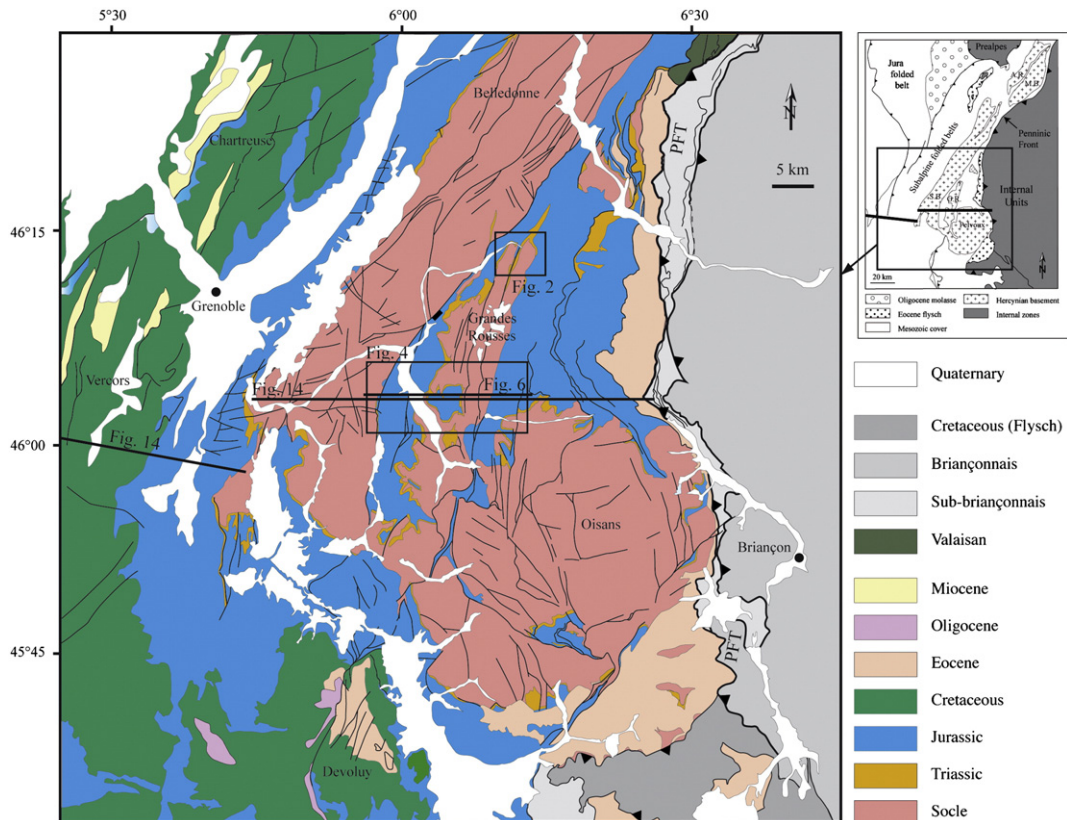 5°30
6°00
6°30
46°15
46°00
45°45
Chartreuse
Belledonne
PFT
N
5 km
Grenoble
Fig. 2
Grandes
Rousses
Fig. 4
Vercors
Fig. 14
Fig. 6
Fig. 14
Oisans
Briançon
PFT
Devoluy
Prealpes
Jura
folded
belt
A.R.
M.B.
Penninic
Front
Subalpine folded belts
Internal
Units
Pelvoux
N
20 km
Oligocene molasse
Hercynian basement
Eocene flysch
Internal zones
Mesozoic cover
Quaternary
Cretaceous (Flysch)
Briançonnais
Sub-briançonnais
Valaisan
Miocene
Oligocene
Eocene
Cretaceous
Jurassic
Triassic
Socle